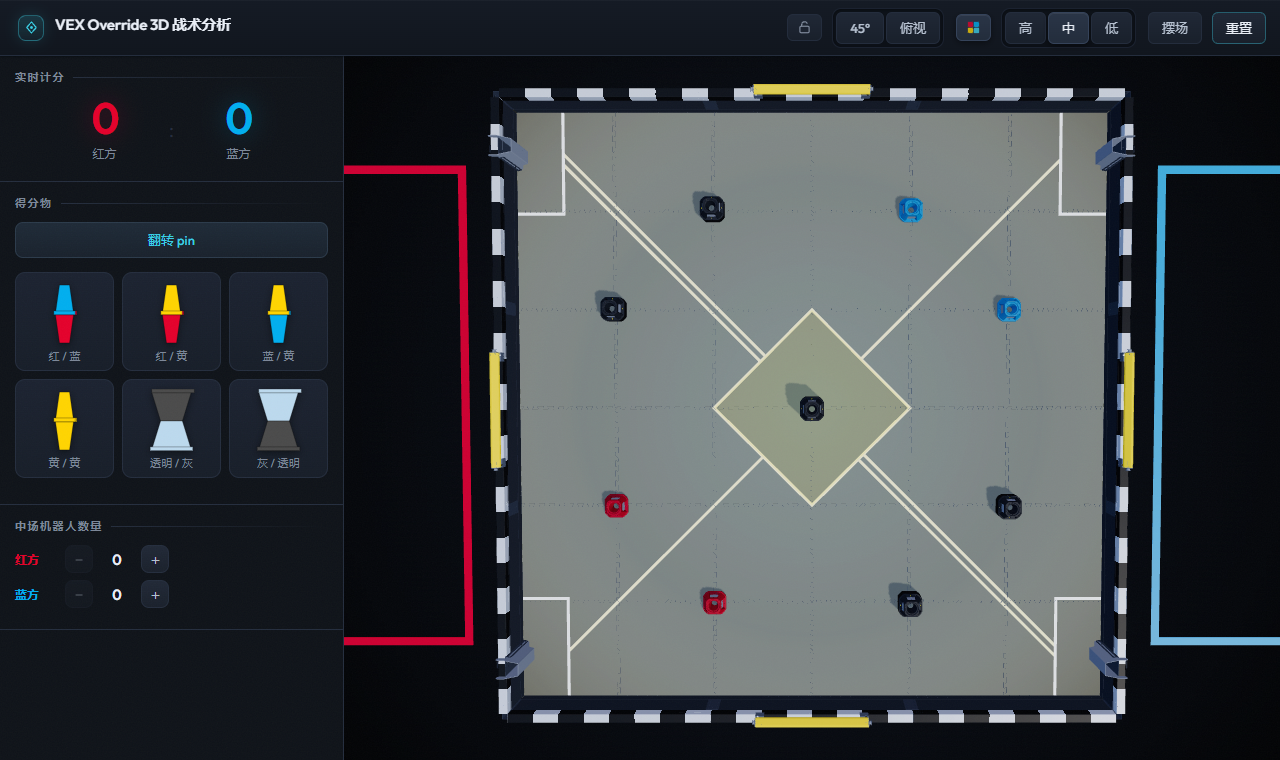 VEX Override 3D 战术分析
45° 俯视 高 中 低 摆场 重置
实时计分
0 : 0
红方 蓝方
得分物
翻转 pin
红 / 蓝 红 / 黄 蓝 / 黄
黄 / 黄 透明 / 灰 灰 / 透明
中场机器人数量
红方 − 0 +
蓝方 − 0 +